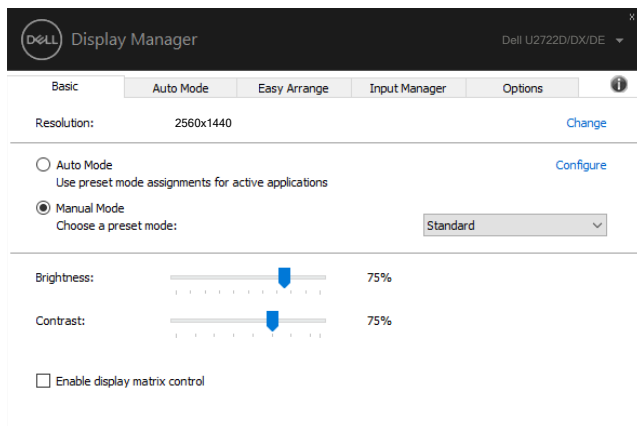 DELL Display Manager
Dell U2722D/DX/DE
x
Basic Auto Mode Easy Arrange Input Manager Options i
Resolution: 2560x1440 Change
Auto Mode Configure
Use preset mode assignments for active applications
Manual Mode
Choose a preset mode: Standard
Brightness: 75%
Contrast: 75%
Enable display matrix control